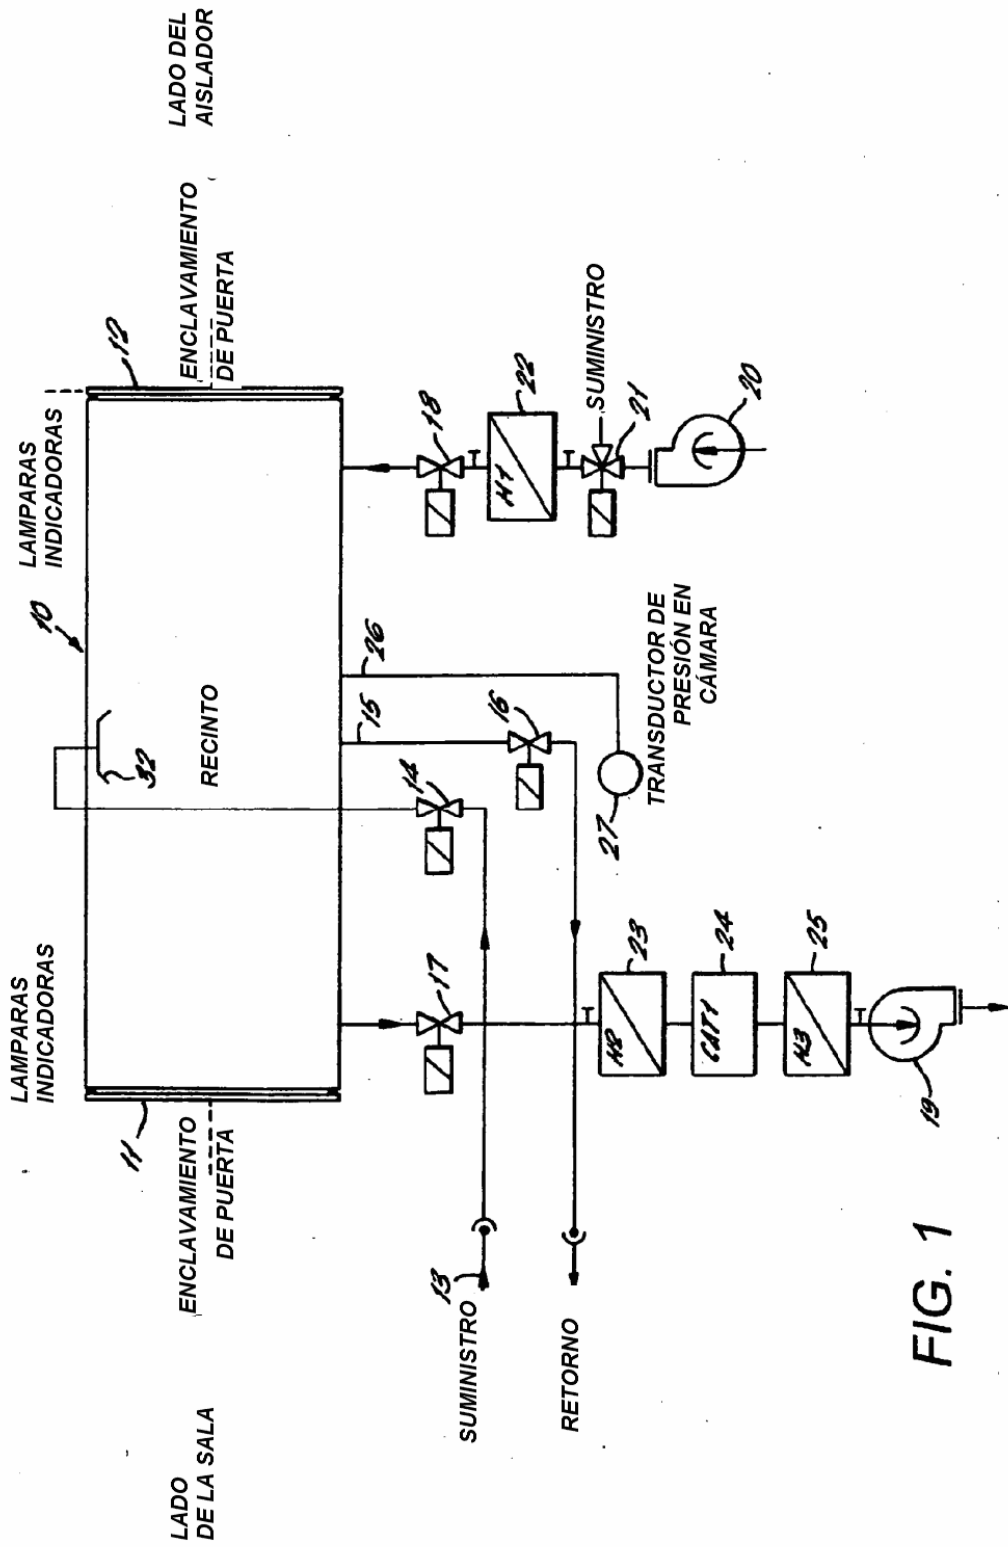 LAMPARAS
INDICADORAS
LAMPARAS
INDICADORAS
10
11
12
32
LADO
DE LA SALA
ENCLAVAMIENTO
DE PUERTA
RECINTO
ENCLAVAMIENTO
DE PUERTA
LADO DEL
AISLADOR
13
SUMINISTRO
RETORNO
17
14
15
16
26
18
T
H1
22
T
SUMINISTRO
21
20
27
TRANSDUCTOR DE
PRESIÓN EN
CÁMARA
T
H2
23
CAT1
24
H3
25
T
19
FIG. 1